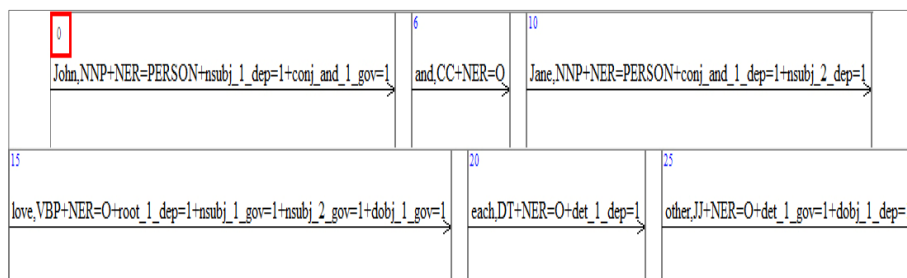 0 6 10
John,NNP+NER=PERSON+nsubj_1_dep=1+conj_and_1_gov=1 and,CC+NER=O Jane,NNP+NER=PERSON+conj_and_1_dep=1+nsubj_2_dep=1
15 20 25
love,VBP+NER=O+root_1_dep=1+nsubj_1_gov=1+nsubj_2_gov=1+dobj_1_gov=1 each,DT+NER=O+det_1_dep=1 other,JJ+NER=O+det_1_gov=1+dobj_1_dep=